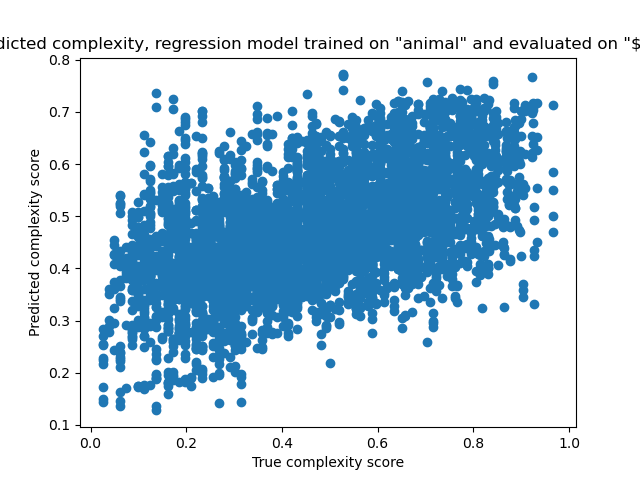 dicted complexity, regression model trained on "animal" and evaluated on "$
0.8
0.7
0.6
0.5
0.4
0.3
0.2
0.1
Predicted complexity score
0.0 0.2 0.4 0.6 0.8 1.0
True complexity score